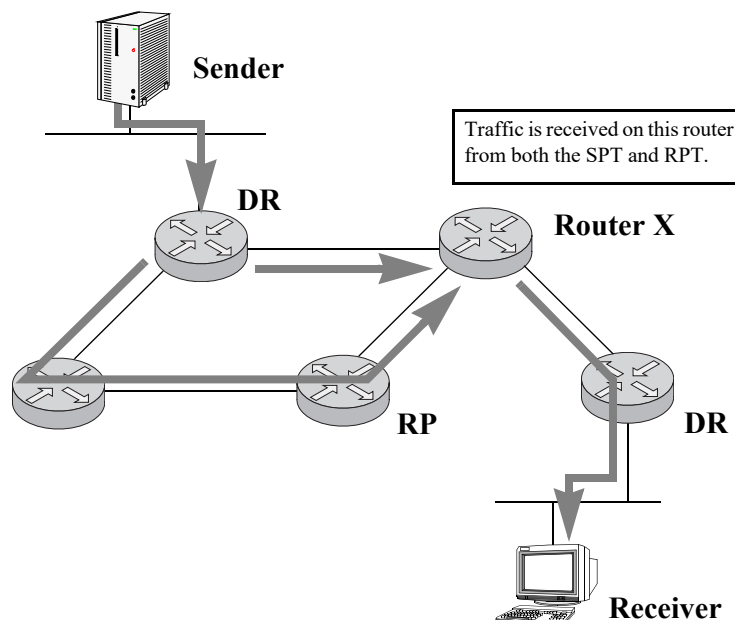 Sender
Traffic is received on this router
from both the SPT and RPT.
DR
Router X
RP
DR
Receiver